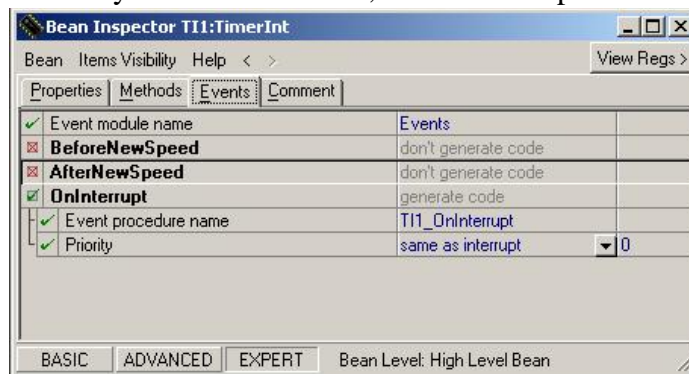 Bean Inspector TI1:TimerInt
Bean Items Visibility Help < > View Regs >
Properties Methods Events Comment
Event module name Events
BeforeNewSpeed don't generate code
AfterNewSpeed don't generate code
OnInterrupt generate code
Event procedure name TI1_OnInterrupt
Priority same as interrupt 0
BASIC ADVANCED EXPERT Bean Level: High Level Bean